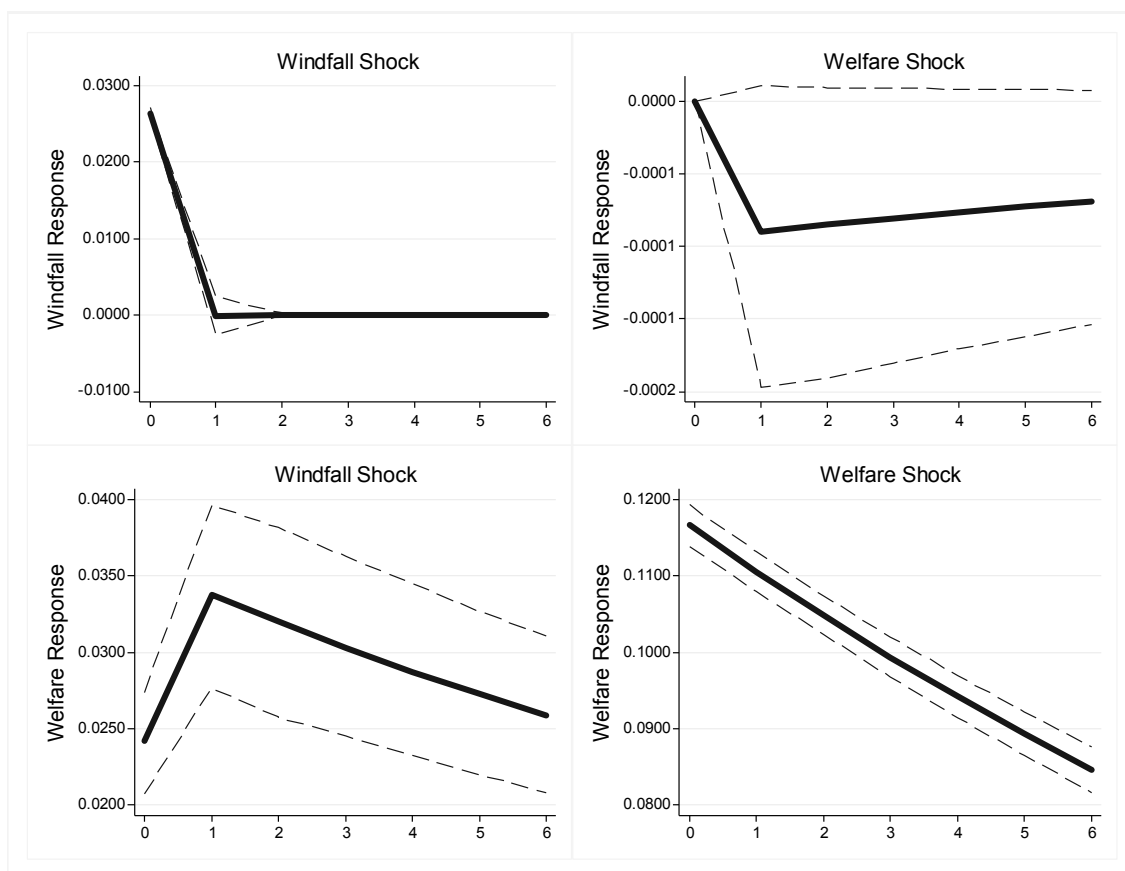 Windfall Shock
Windfall Response
0.0300
0.0200
0.0100
0.0000
-0.0100
0 1 2 3 4 5 6
Welfare Shock
Windfall Response
0.0000
-0.0001
-0.0001
-0.0001
-0.0002
0 1 2 3 4 5 6
Windfall Shock
Welfare Response
0.0400
0.0350
0.0300
0.0250
0.0200
0 1 2 3 4 5 6
Welfare Shock
Welfare Response
0.1200
0.1100
0.1000
0.0900
0.0800
0 1 2 3 4 5 6